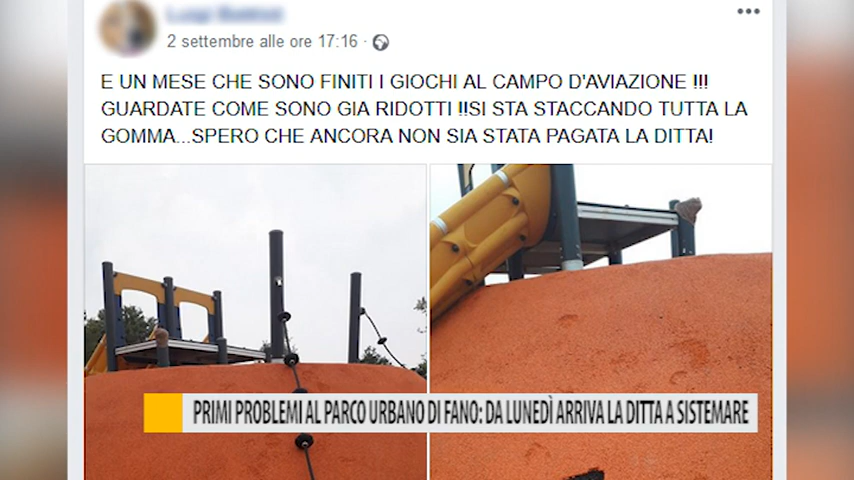 2 settembre alle ore 17:16 ·
E UN MESE CHE SONO FINITI I GIOCHI AL CAMPO D'AVIAZIONE !!!
GUARDATE COME SONO GIA RIDOTTI !!SI STA STACCANDO TUTTA LA
GOMMA...SPERO CHE ANCORA NON SIA STATA PAGATA LA DITTA!
PRIMI PROBLEMI AL PARCO URBANO DI FANO: DA LUNEDÌ ARRIVA LA DITTA A SISTEMARE